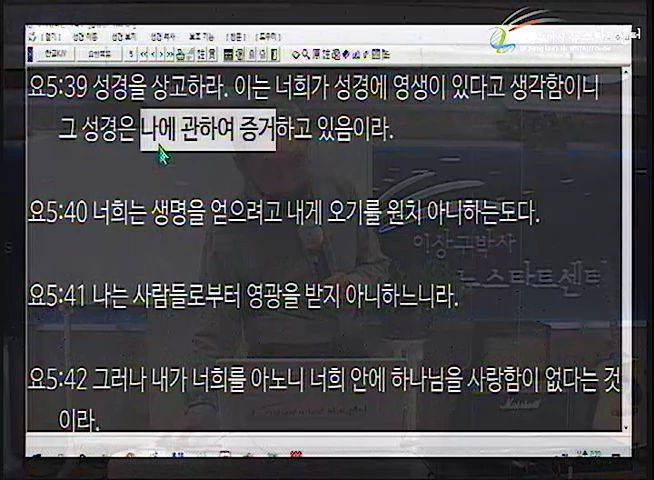 요5:39 성경을 상고하라. 이는 너희가 성경에 영생이 있다고 생각함이니
그 성경은 나에 관하여 증거하고 있음이라.
요5:40 너희는 생명을 얻으려고 내게 오기를 원치 아니하는도다.
이상구박사
뉴스타트센터
요5:41 나는 사람들로부터 영광을 받지 아니하느니라.
요5:42 그러나 내가 너희를 아노니 너희 안에 하나님을 사랑함이 없다는 것
이라.
Marshall